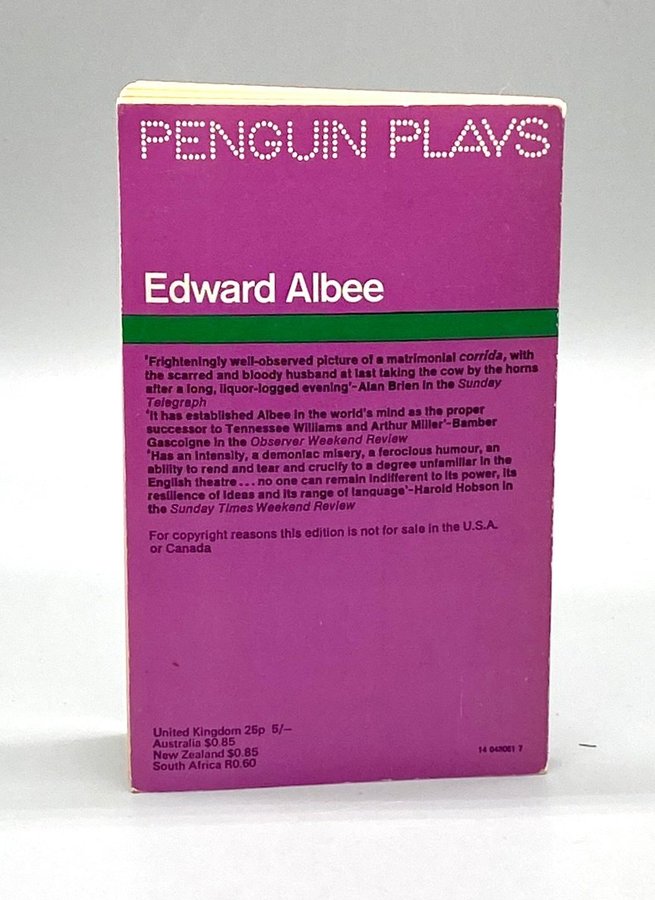 PENGUIN PLAYS
Edward Albee
'Frighteningly well-observed picture of a matrimonial corrida, with
the scarred and bloody husband at last taking the cow by the horns
after a long, liquor-logged evening'–Alan Brien in the Sunday
Telegraph
'It has established Albee in the world's mind as the proper
successor to Tennessee Williams and Arthur Miller'–Bamber
Gascoigne in the Observer Weekend Review
'Has an intensity, a demoniac misery, a ferocious humour, an
ability to rend and tear and crucify to a degree unfamiliar in the
English theatre . . . no one can remain indifferent to its power, its
resilience of ideas and its range of language'–Harold Hobson in
the Sunday Times Weekend Review
For copyright reasons this edition is not for sale in the U.S.A.
or Canada
United Kingdom 25p 5/–
Australia $0.85
New Zealand $0.85
South Africa R0.60
14 048051 7